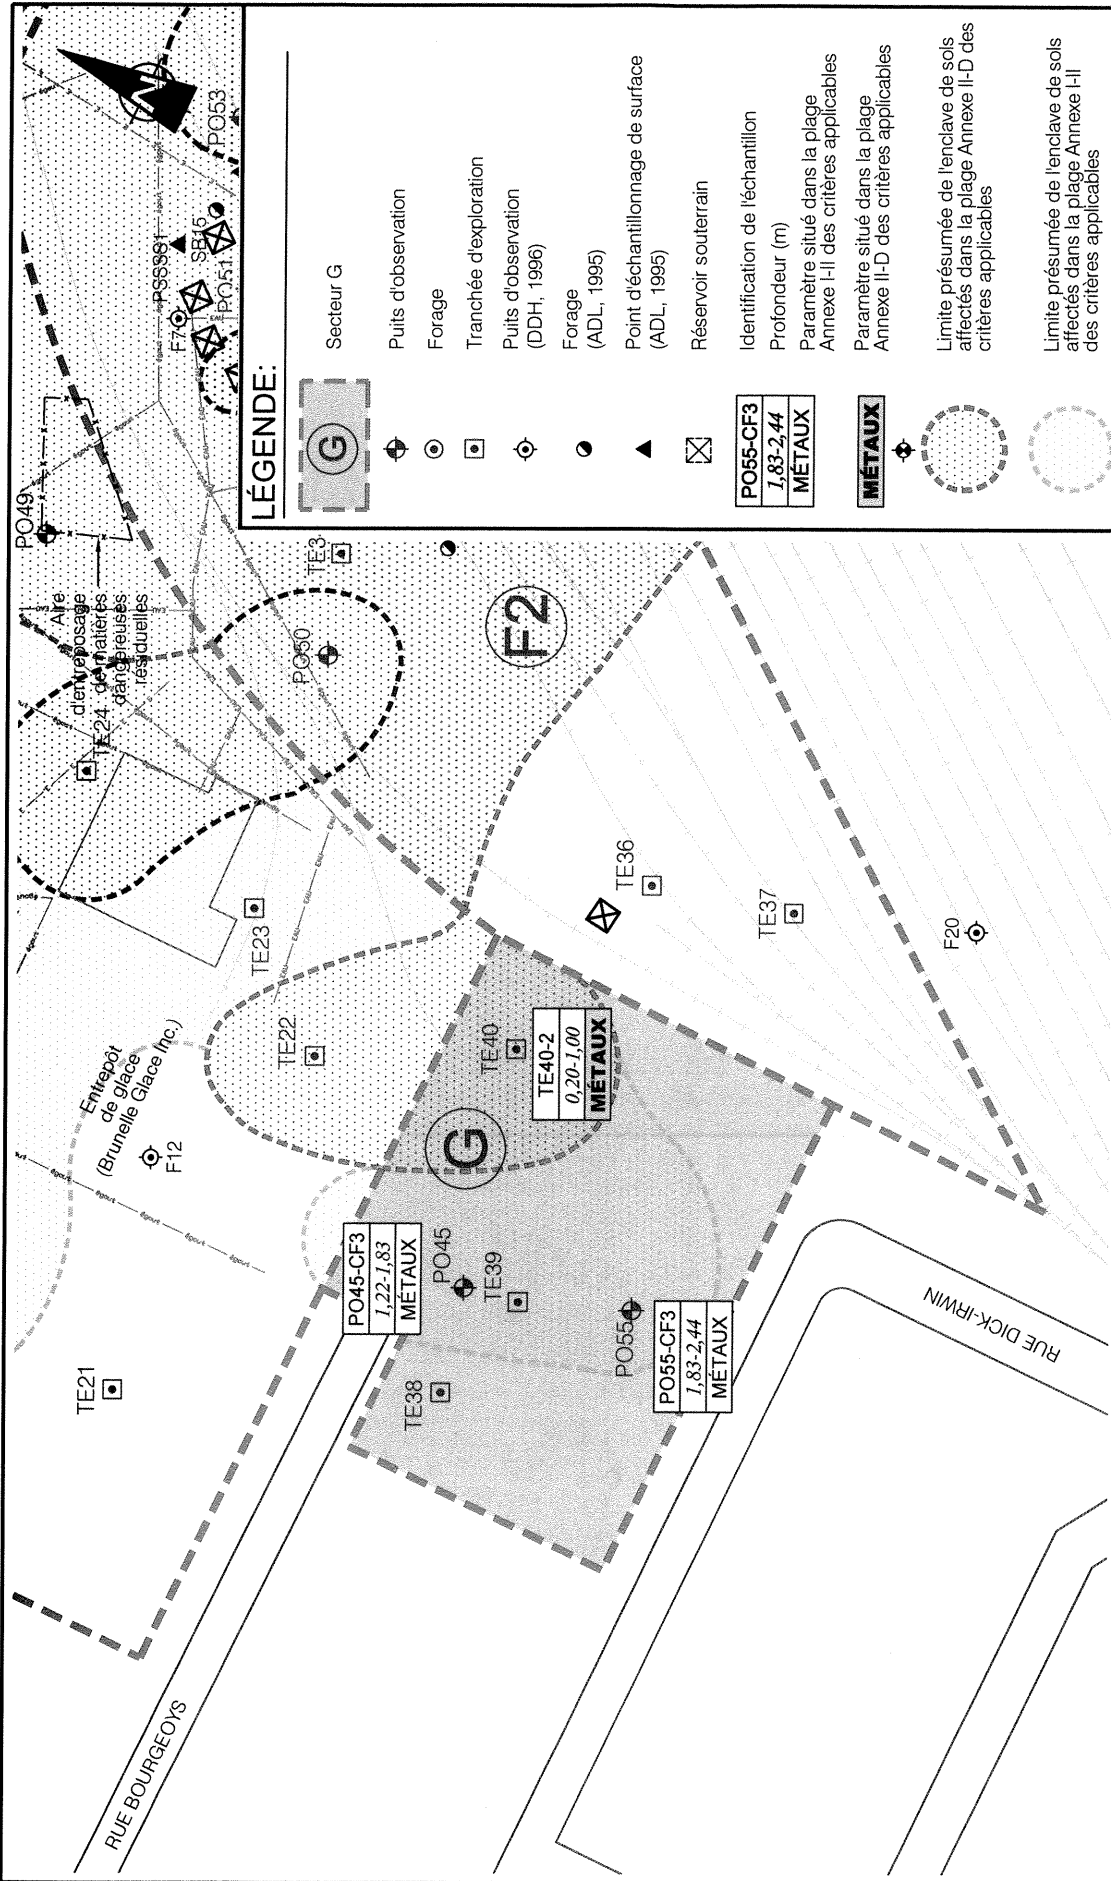 PO49
Aire
d'entreposage
de matières
dangereuses
résiduelles
TE24
PO50
TE3
F7
PSSS31
SB15
PO51
PO53
N
F2
TE23
TE22
Entrepôt
de glace
(Brunelle Glace Inc.)
F12
TE21
TE36
TE37
F20
TE40
TE40-2
0,20-1,00
MÉTAUX
G
PO45-CF3
1,22-1,83
MÉTAUX
PO45
TE39
TE38
PO55
PO55-CF3
1,83-2,44
MÉTAUX
RUE BOURGEOYS
RUE DICK-IRWIN
égout
EAU
LÉGENDE:
G
Secteur G
Puits d'observation
Forage
Tranchée d'exploration
Puits d'observation
(DDH, 1996)
Forage
(ADL, 1995)
Point d'échantillonnage de surface
(ADL, 1995)
Réservoir souterrain
PO55-CF3
1,83-2,44
MÉTAUX
Identification de l'échantillon
Profondeur (m)
Paramètre situé dans la plage
Annexe I-II des critères applicables
MÉTAUX
Paramètre situé dans la plage
Annexe II-D des critères applicables
Limite présumée de l'enclave de sols
affectés dans la plage Annexe II-D des
critères applicables
Limite présumée de l'enclave de sols
affectés dans la plage Annexe I-II
des critères applicables